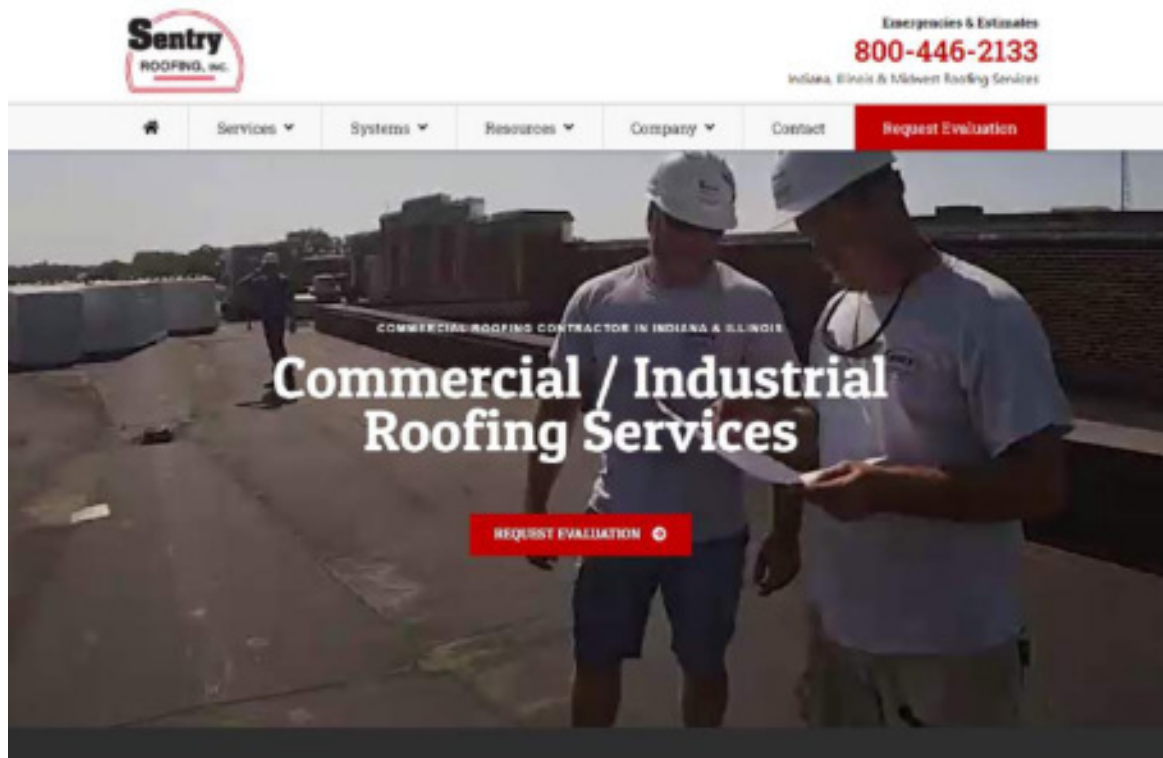 Sentry
ROOFING, INC.
Emergencies & Estimates
800-446-2133
Indiana, Illinois & Midwest Roofing Services
Services
Systems
Resources
Company
Contact
Request Evaluation
COMMERCIAL ROOFING CONTRACTOR IN INDIANA & ILLINOIS
Commercial / Industrial
Roofing Services
REQUEST EVALUATION